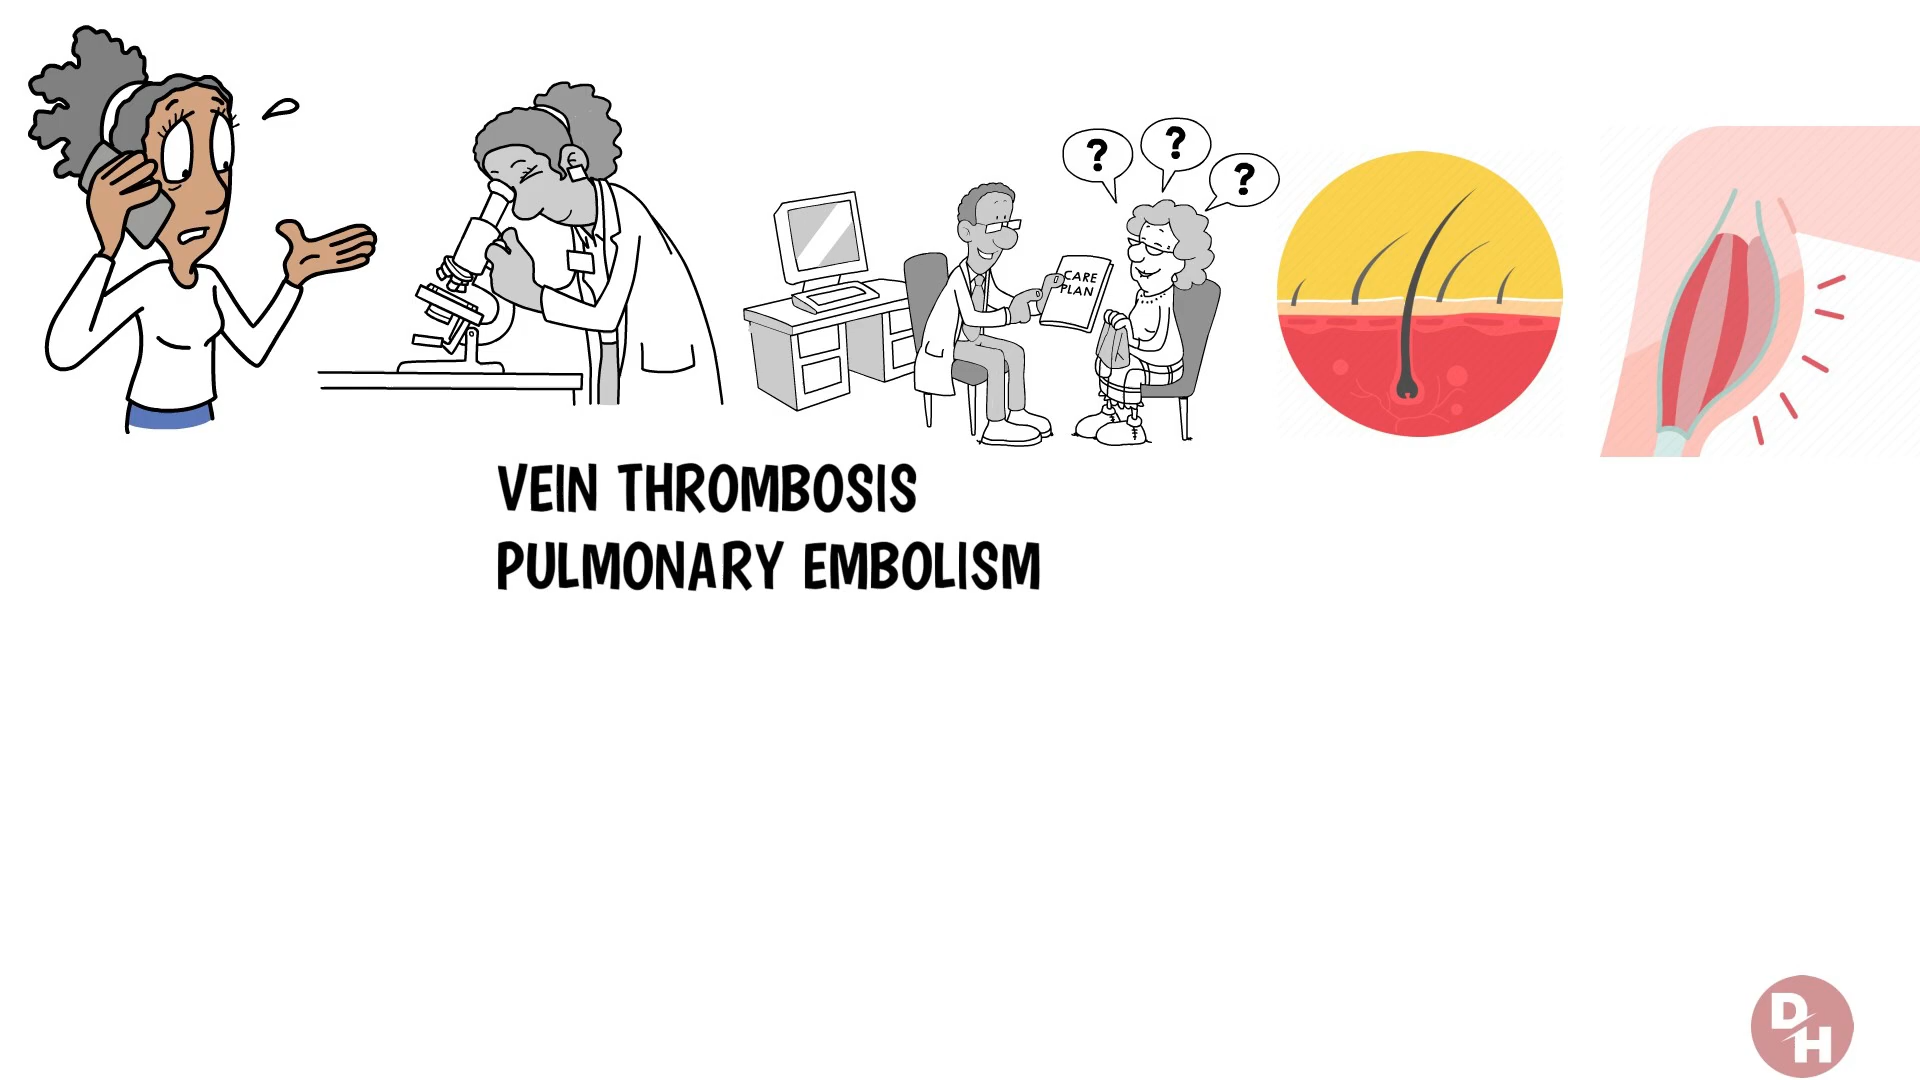 ?
?
?
CARE
PLAN
VEIN THROMBOSIS
PULMONARY EMBOLISM
DH